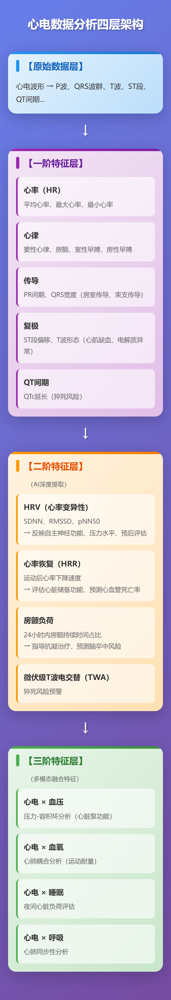 心电数据分析四层架构
【原始数据层】
心电波形 → P波、QRS波群、T波、ST段、
QT间期...
↓
【一阶特征层】
心率（HR）
平均心率、最大心率、最小心率
心律
窦性心律、房颤、室性早搏、房性早搏
传导
PR间期、QRS宽度（房室传导、束支传导）
复极
ST段偏移、T波形态（心肌缺血、电解质异
常）
QT间期
QTc延长（猝死风险）
↓
【二阶特征层】
（AI深度提取）
HRV（心率变异性）
SDNN、RMSSD、pNN50
→ 反映自主神经功能、压力水平、预后评估
心率恢复（HRR）
运动后心率下降速度
→ 评估心脏储备功能、预测心血管死亡率
房颤负荷
24小时内房颤持续时间占比
→ 指导抗凝治疗、预测脑卒中风险
微伏级T波电交替（TWA）
猝死风险预警
↓
【三阶特征层】
（多模态融合特征）
心电 × 血压
压力-容积环分析（心脏泵功能）
心电 × 血氧
心肺耦合分析（运动耐量）
心电 × 睡眠
夜间心脏负荷评估
心电 × 呼吸
心肺同步性分析